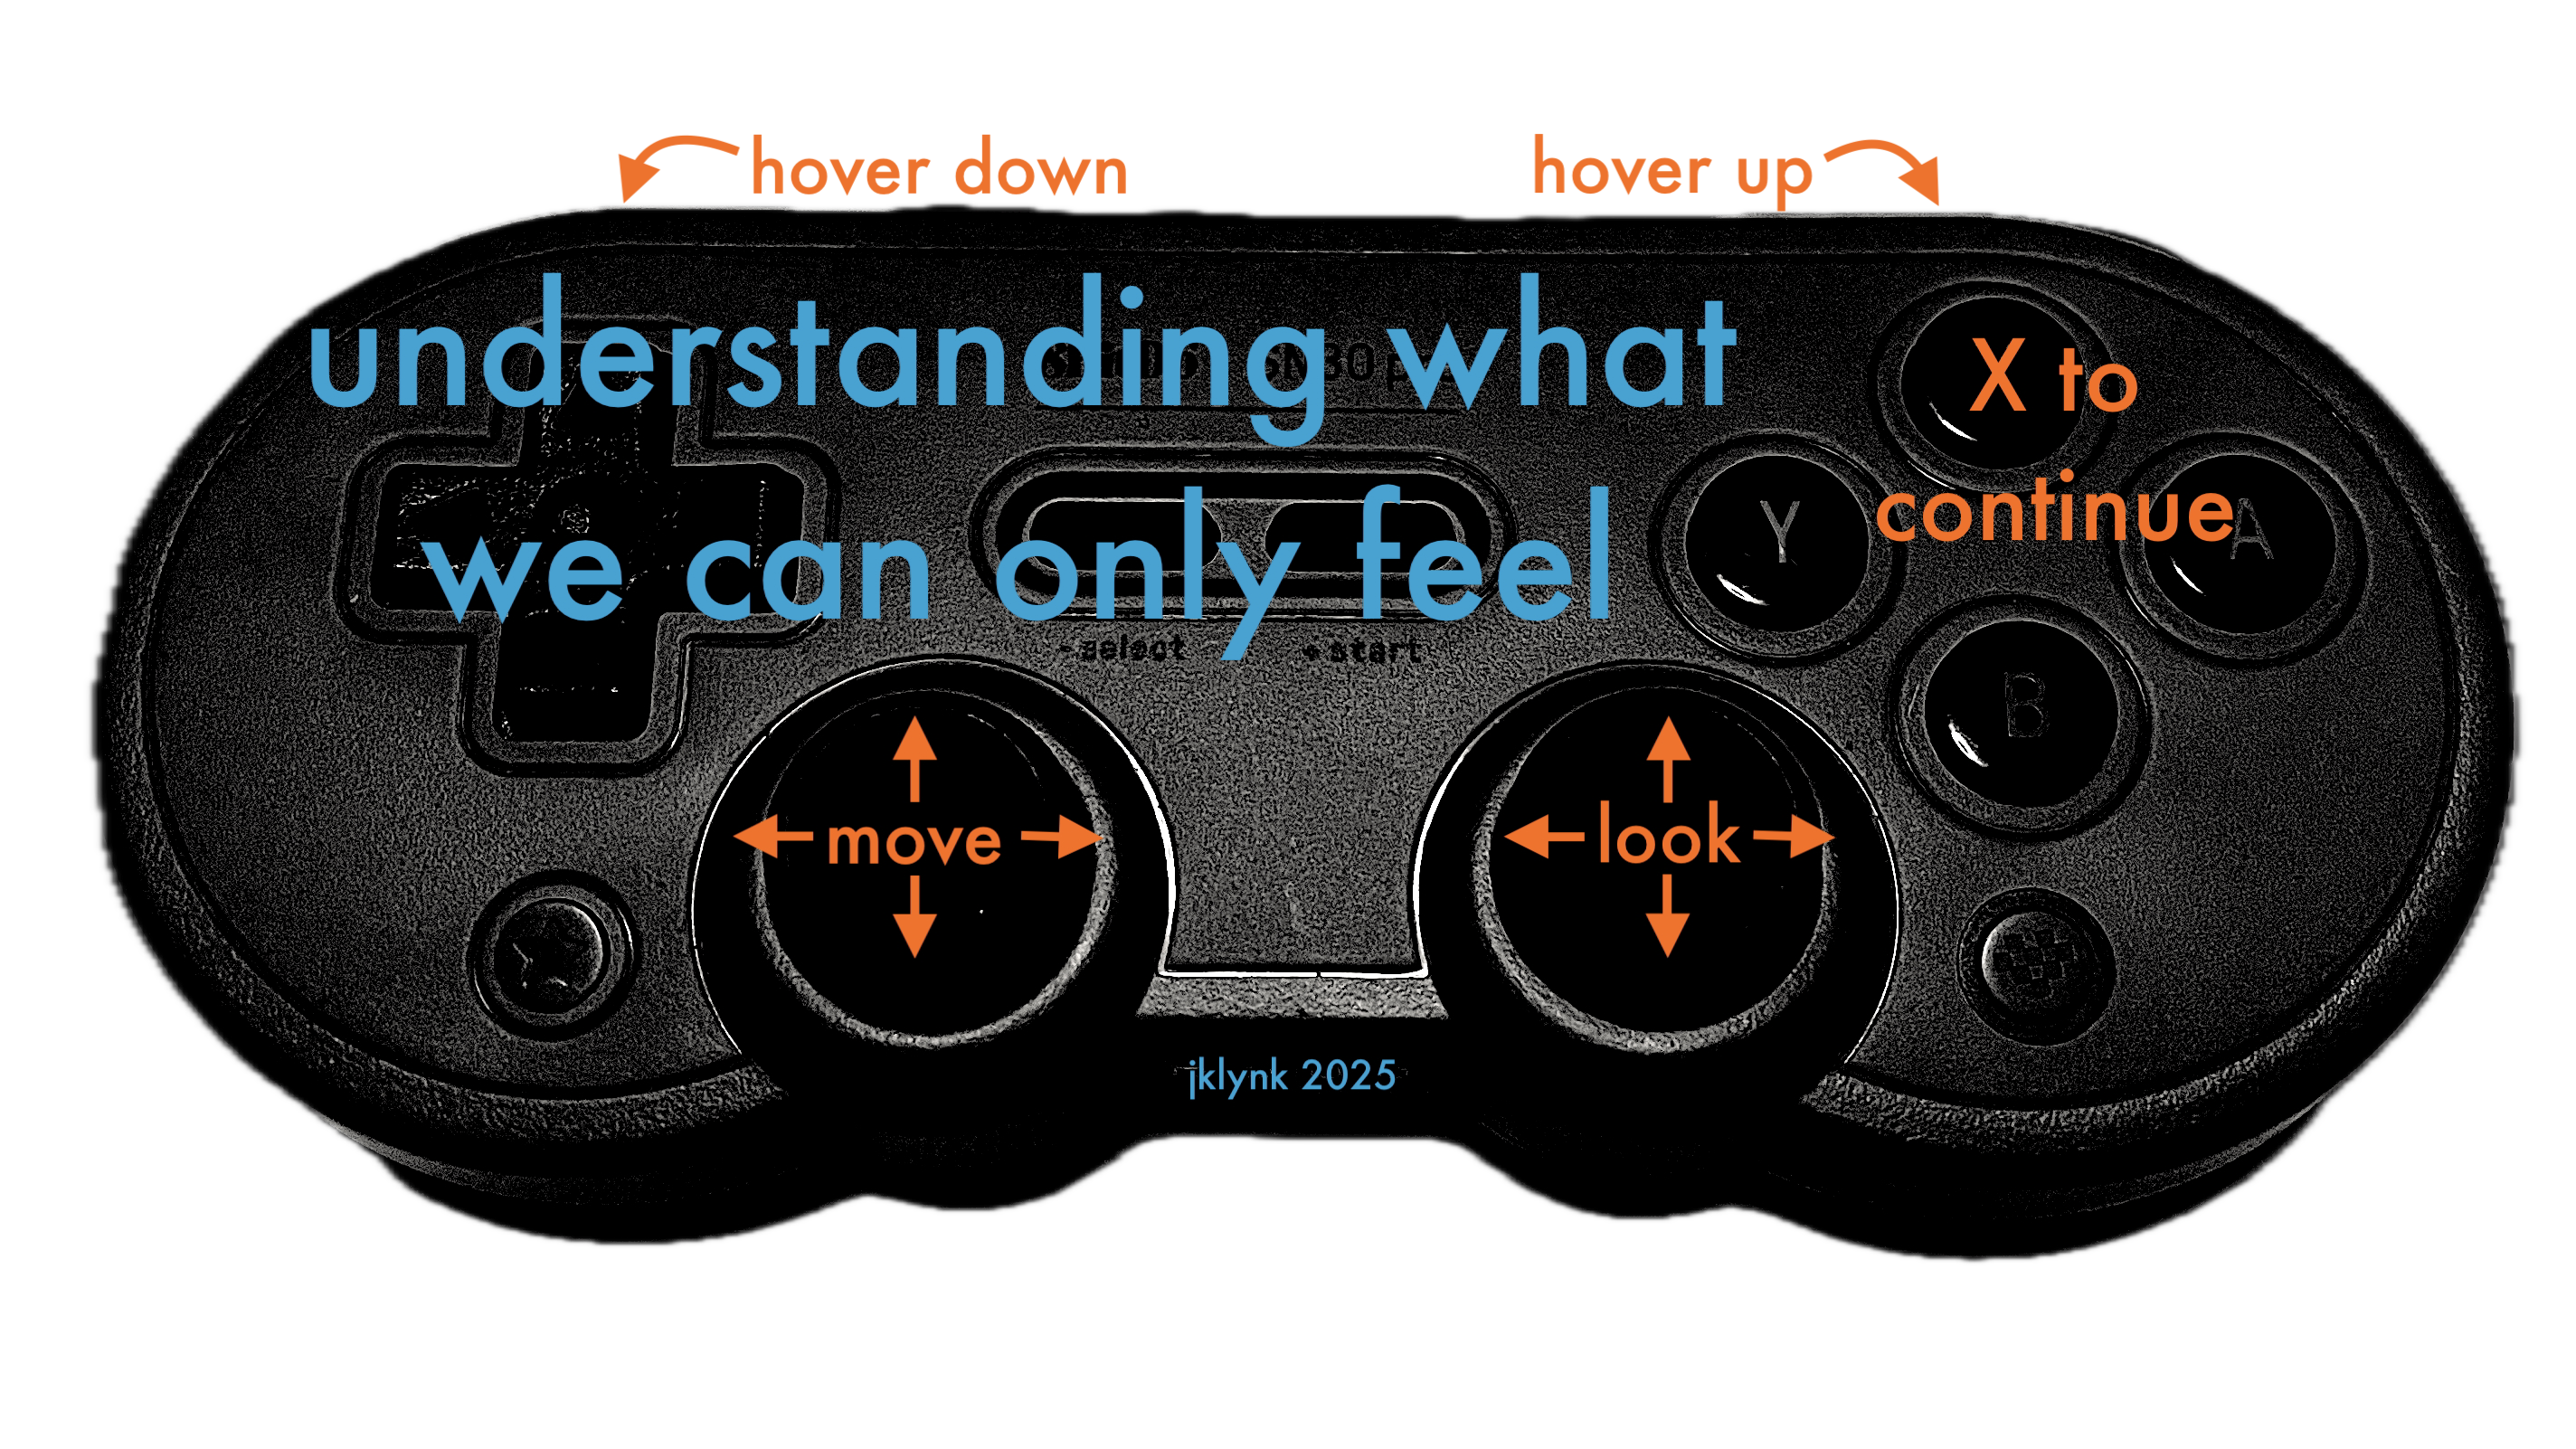 hover down
hover up
understanding what
X to
we can only feel
continue
Y
A
- select
+ start
B
move
look
jklynk 2025